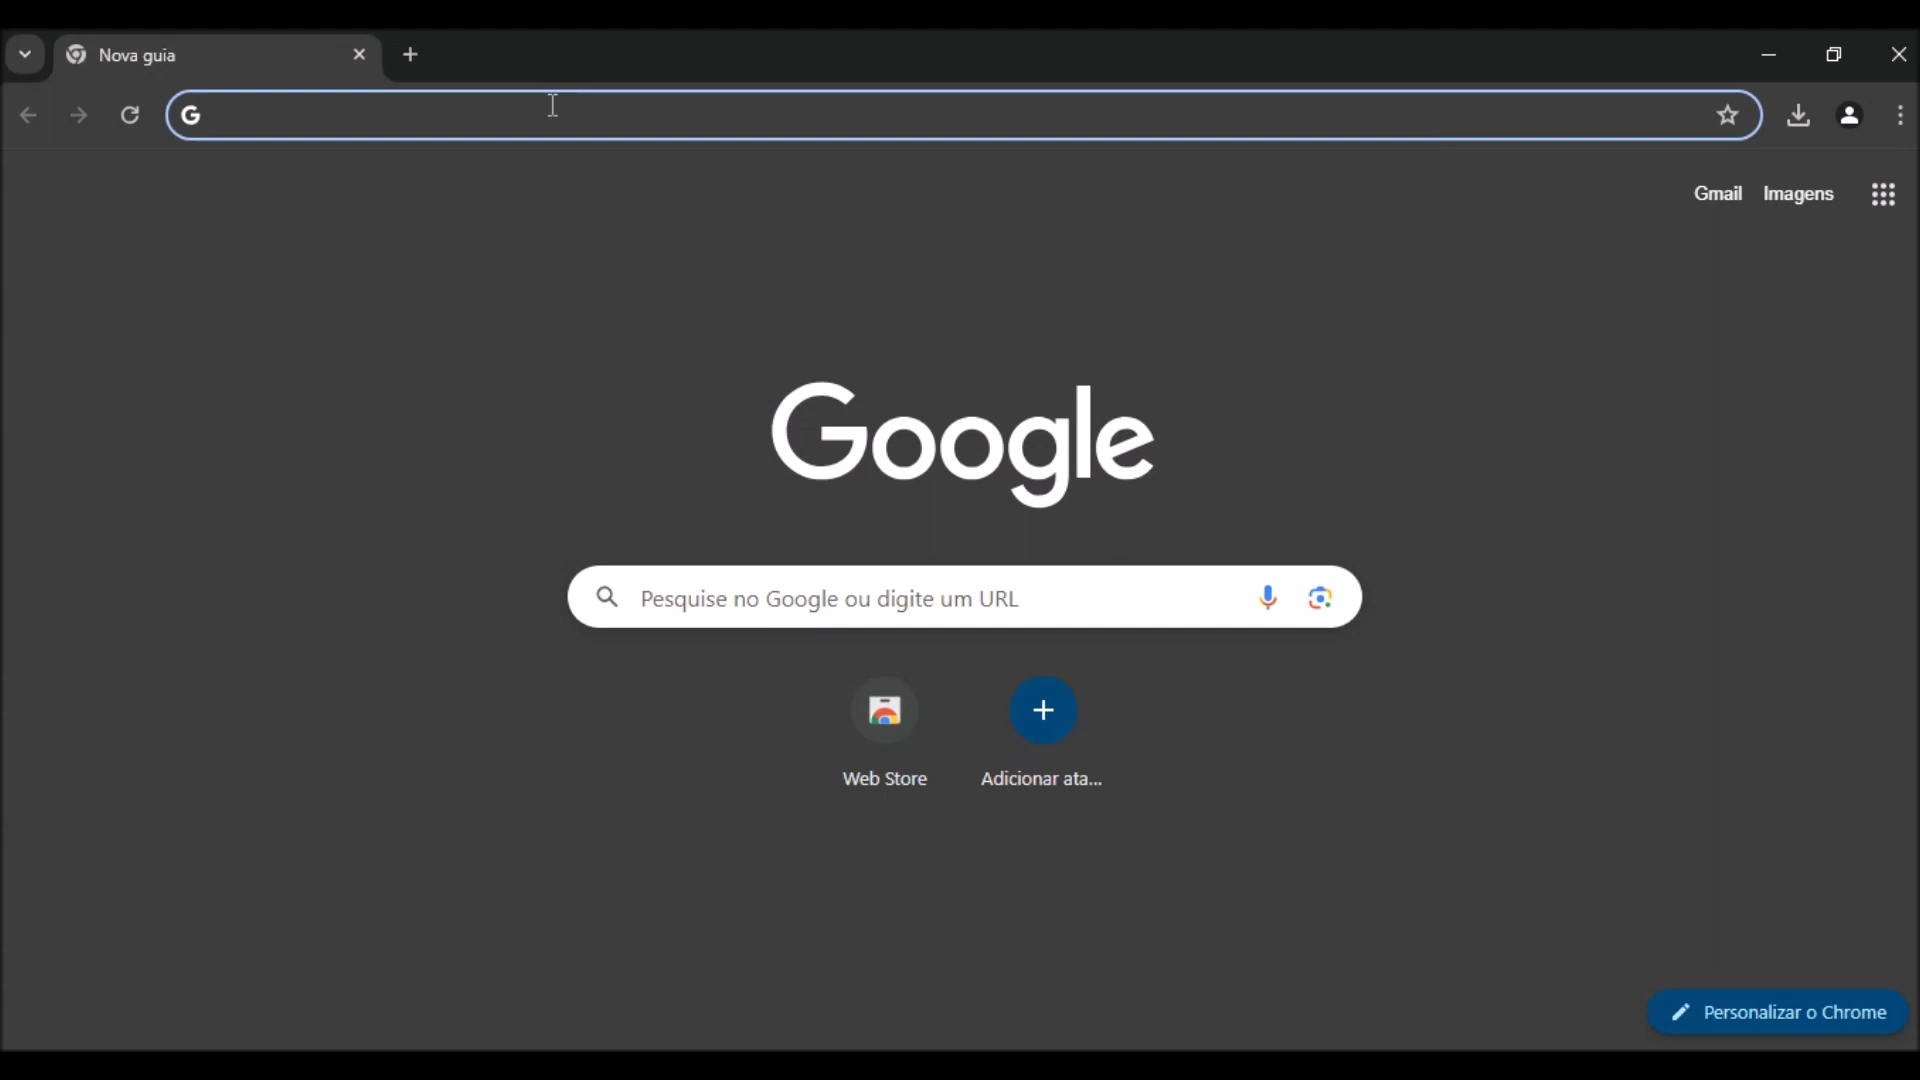 Nova guia
Gmail Imagens
Google
Pesquise no Google ou digite um URL
Web Store
Adicionar ata...
Personalizar o Chrome